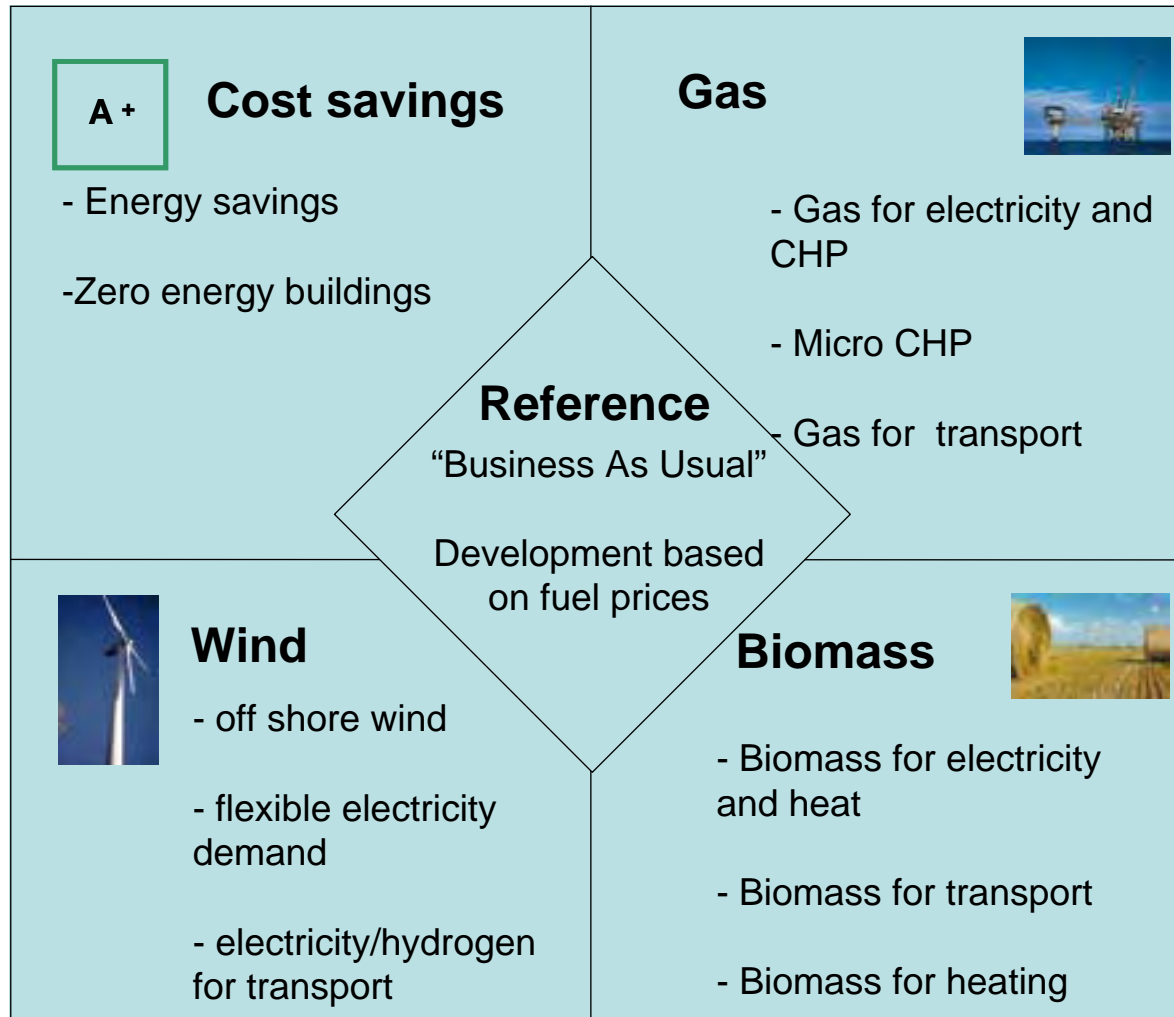 A +
Cost savings
- Energy savings
-Zero energy buildings
Gas
- Gas for electricity and
CHP
- Micro CHP
- Gas for transport
Reference
“Business As Usual”
Development based
on fuel prices
Wind
- off shore wind
- flexible electricity
demand
- electricity/hydrogen
for transport
Biomass
- Biomass for electricity
and heat
- Biomass for transport
- Biomass for heating